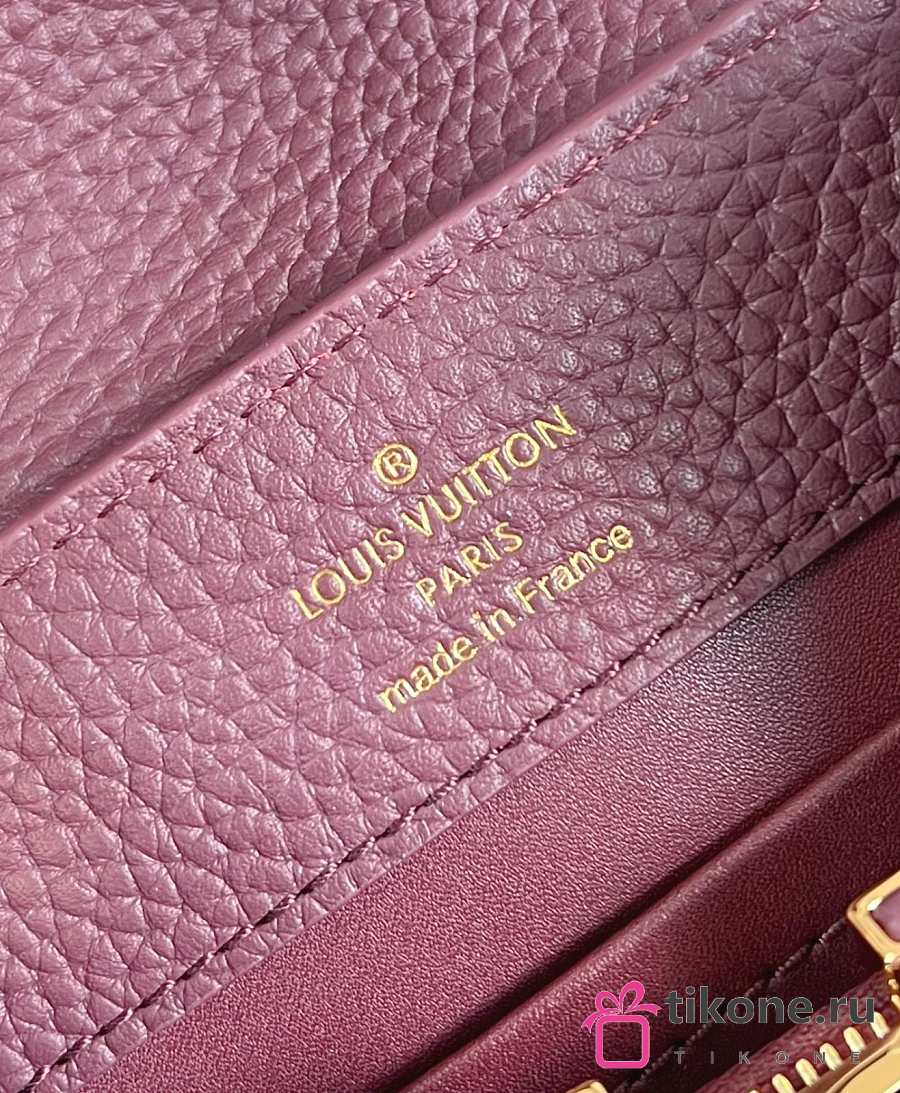 ®
LOUIS VUITTON
PARIS
made in France
tikone.ru
TIKONE